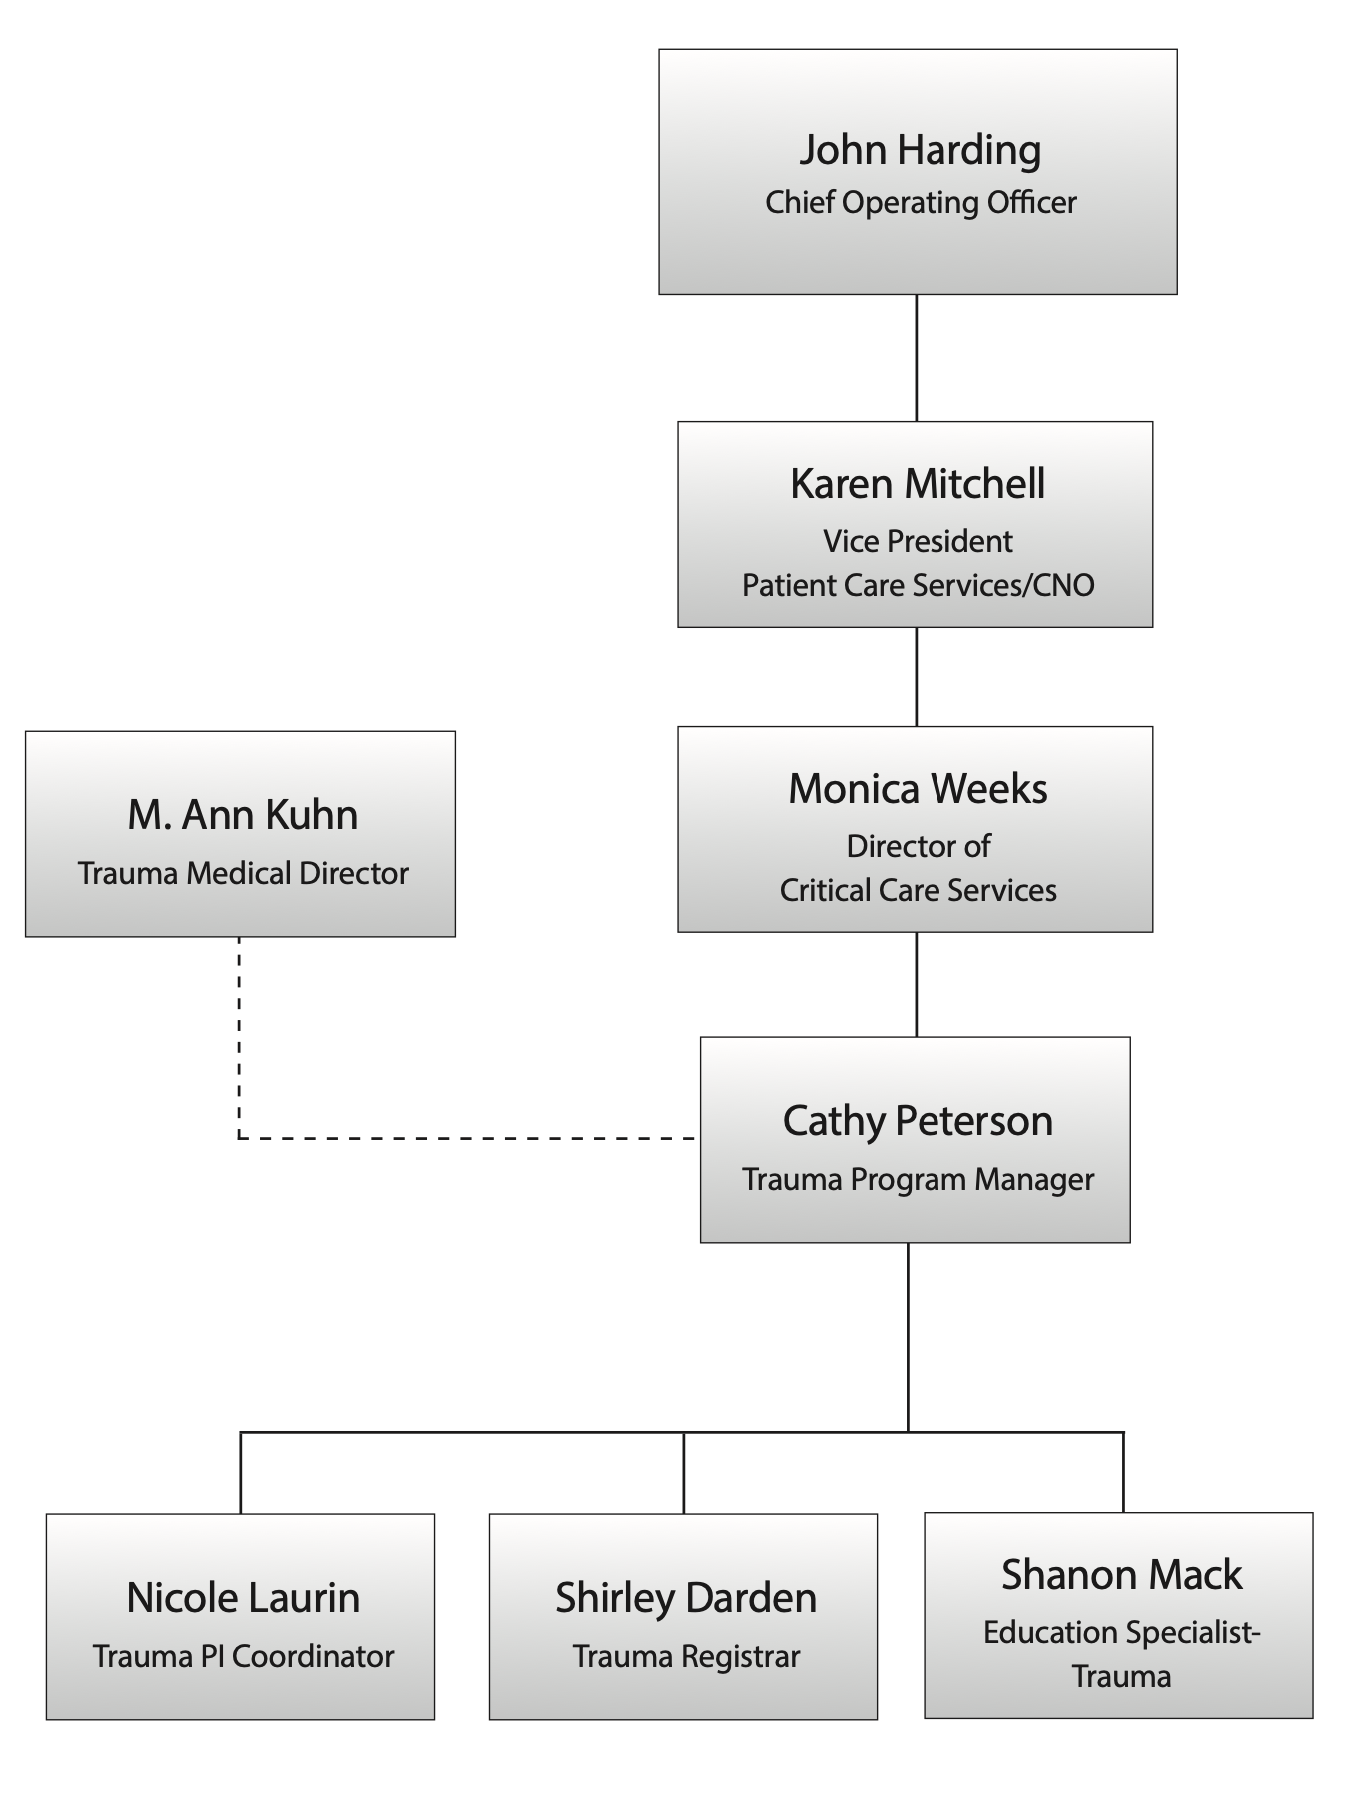 John Harding
Chief Operating Officer
Karen Mitchell
Vice President
Patient Care Services/CNO
Monica Weeks
Director of
Critical Care Services
M. Ann Kuhn
Trauma Medical Director
Cathy Peterson
Trauma Program Manager
Nicole Laurin
Trauma PI Coordinator
Shirley Darden
Trauma Registrar
Shanon Mack
Education Specialist-
Trauma